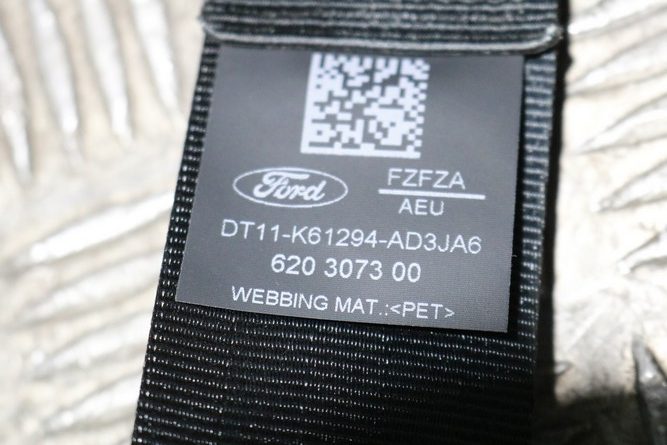 Ford
FZFZA
AEU
DT11-K61294-AD3JA6
620 3073 00
WEBBING MAT.:<PET>